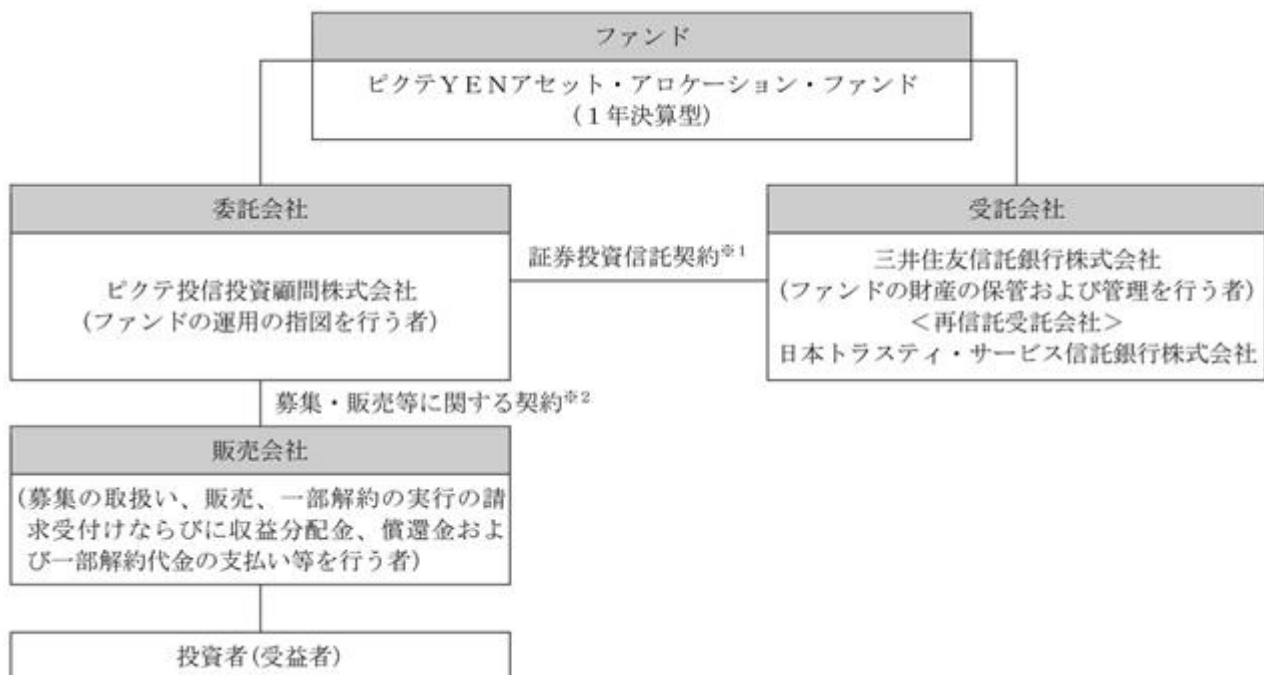 ファンド
ピクテYENアセット・アロケーション・ファンド
(1年決算型)
委託会社
ピクテ投信投資顧問株式会社
(ファンドの運用の指図を行う者)
証券投資信託契約※1
受託会社
三井住友信託銀行株式会社
(ファンドの財産の保管および管理を行う者)
<再信託受託会社>
日本トラスティ・サービス信託銀行株式会社
募集・販売等に関する契約※2
販売会社
(募集の取扱い、販売、一部解約の実行の請
求受付けならびに収益分配金、償還金およ
び一部解約代金の支払い等を行う者)
投資者(受益者)